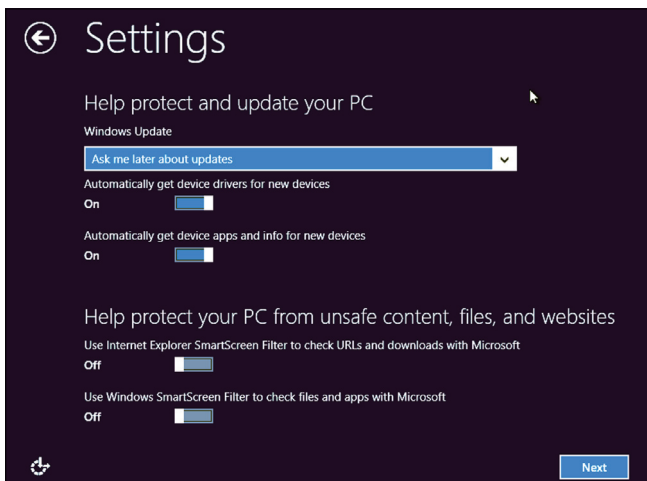 Settings
Help protect and update your PC
Windows Update
Ask me later about updates
Automatically get device drivers for new devices
On
Automatically get device apps and info for new devices
On
Help protect your PC from unsafe content, files, and websites
Use Internet Explorer SmartScreen Filter to check URLs and downloads with Microsoft
Off
Use Windows SmartScreen Filter to check files and apps with Microsoft
Off
Next